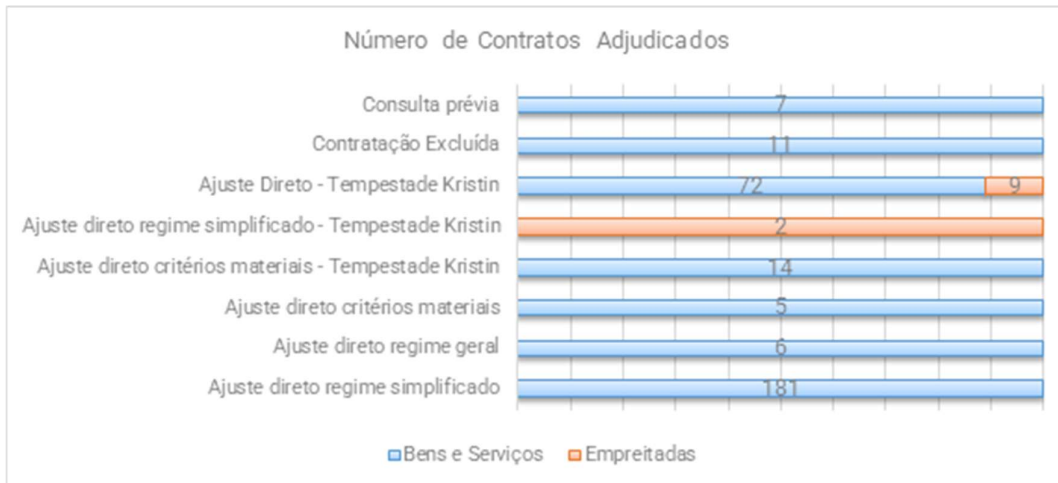 Número de Contratos Adjudicados
Consulta prévia 7
Contratação Excluída 11
Ajuste Direto - Tempestade Kristin 72 9
Ajuste direto regime simplificado - Tempestade Kristin 2
Ajuste direto critérios materiais - Tempestade Kristin 14
Ajuste direto critérios materiais 5
Ajuste direto regime geral 6
Ajuste direto regime simplificado 181
Bens e Serviços Empreitadas